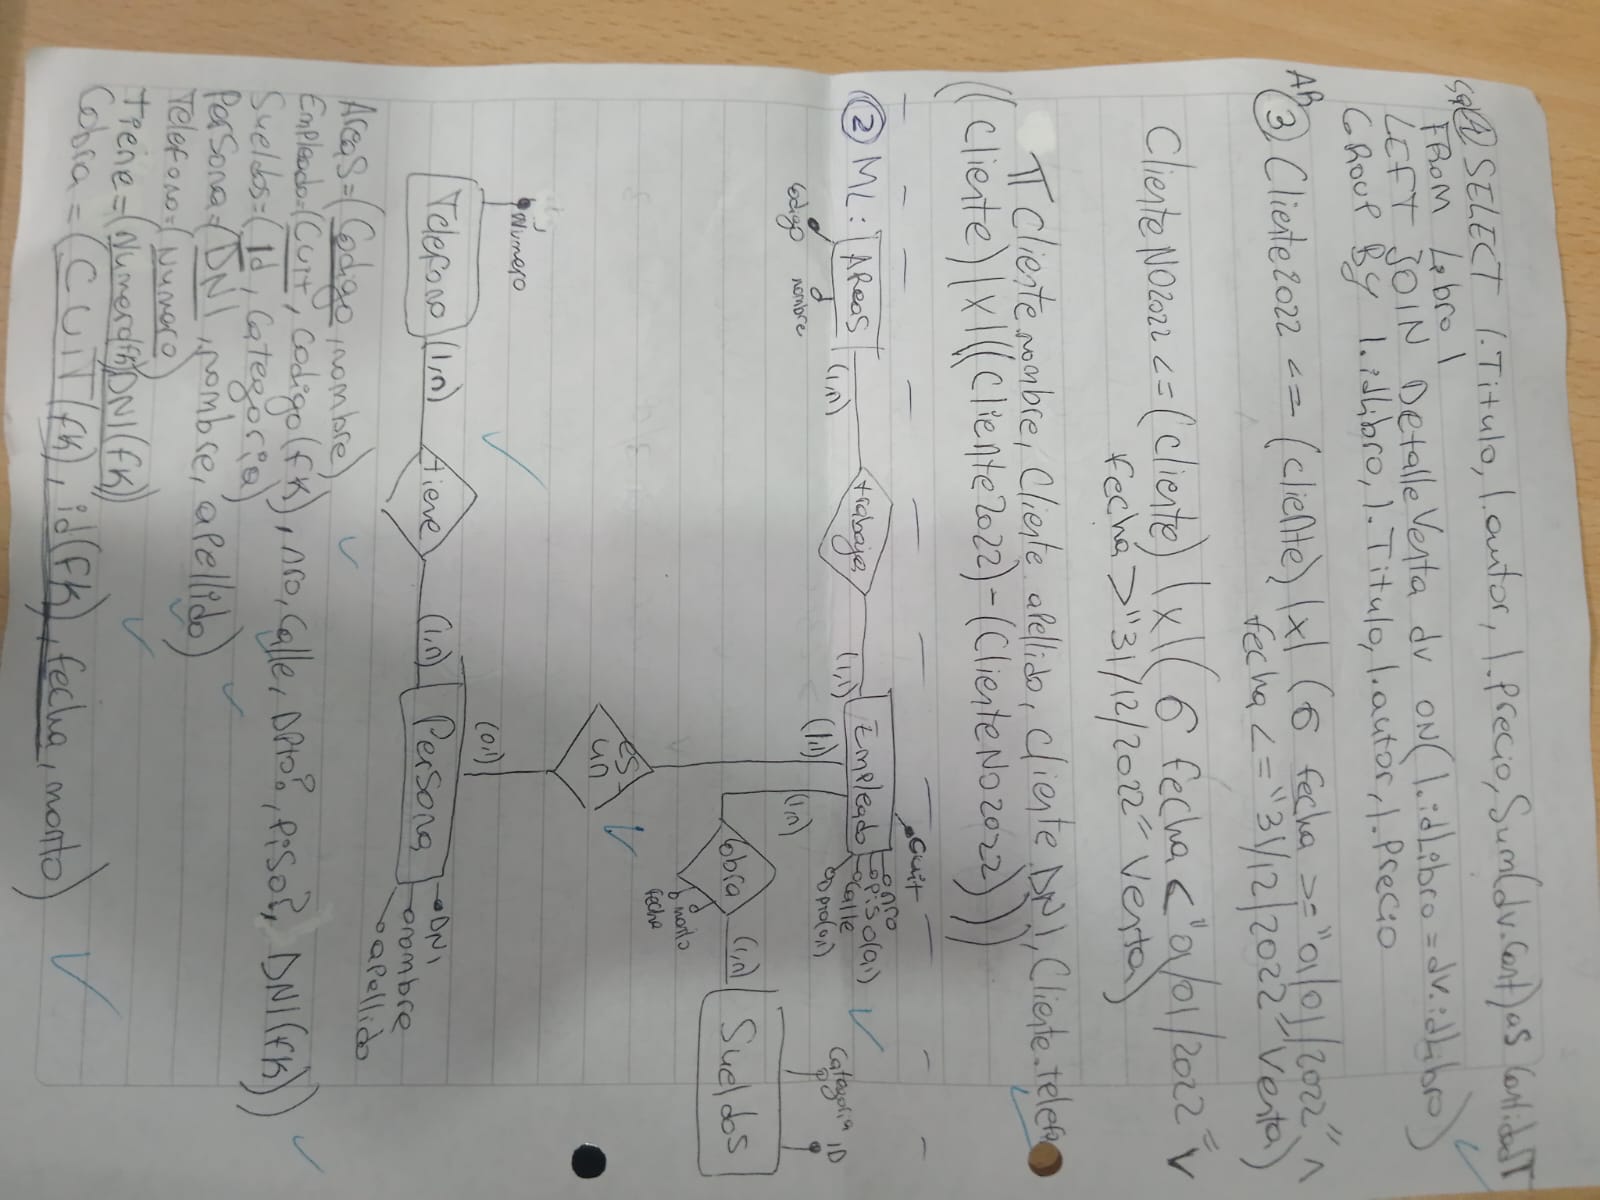 SQL ④ SELECT l.Titulo, l.autor, l.Precio, Sum(dv.Cant) as CantidadT
FROM Libro l
LEFT JOIN Detalle Venta dv ON(l.idLibro = dv.idLibro)
GROUP BY l.idLibro, l.Titulo, l.autor, l.Precio
AR
③ Cliente2022 <= (cliente) |x| (σ fecha >= "01/01/2022" ∧
fecha <= "31/12/2022" Venta)
Cliente NO2022 <= (cliente) |x| (σ fecha < "01/01/2022" ∨
fecha > "31/12/2022" Venta)
π Cliente.nombre, Cliente.apellido, Cliente.DNI, Cliente.telefo
((Cliente) |x| ((Cliente2022) - (ClienteNO2022)))
② ML:
AReas
(1,n)
trabaja
(1,1)
Empleado
Cuit
nro
piso(0,1)
Calle
Dpto(0,1)
Codigo
nombre
(1,1)
(1,n)
Categoria
ID
Cobra
(1,n)
Sueldos
monto
fecha
es
un
Numero
(0,1)
Telefono
(1,n)
tiene
(1,n)
Persona
DNI
nombre
apellido
Areas=(Codigo, nombre)
Empleado=(Cuit, codigo(fK), nro, Calle, Dpto?, piso?, DNI(fK))
Sueldos=(Id, Categoria)
Persona=(DNI, nombre, apellido)
Telefono=(Numero)
tiene=(Numero(fk)DNI(fK))
Cobra=(CUIT(fK), id(fK), fecha, monto)